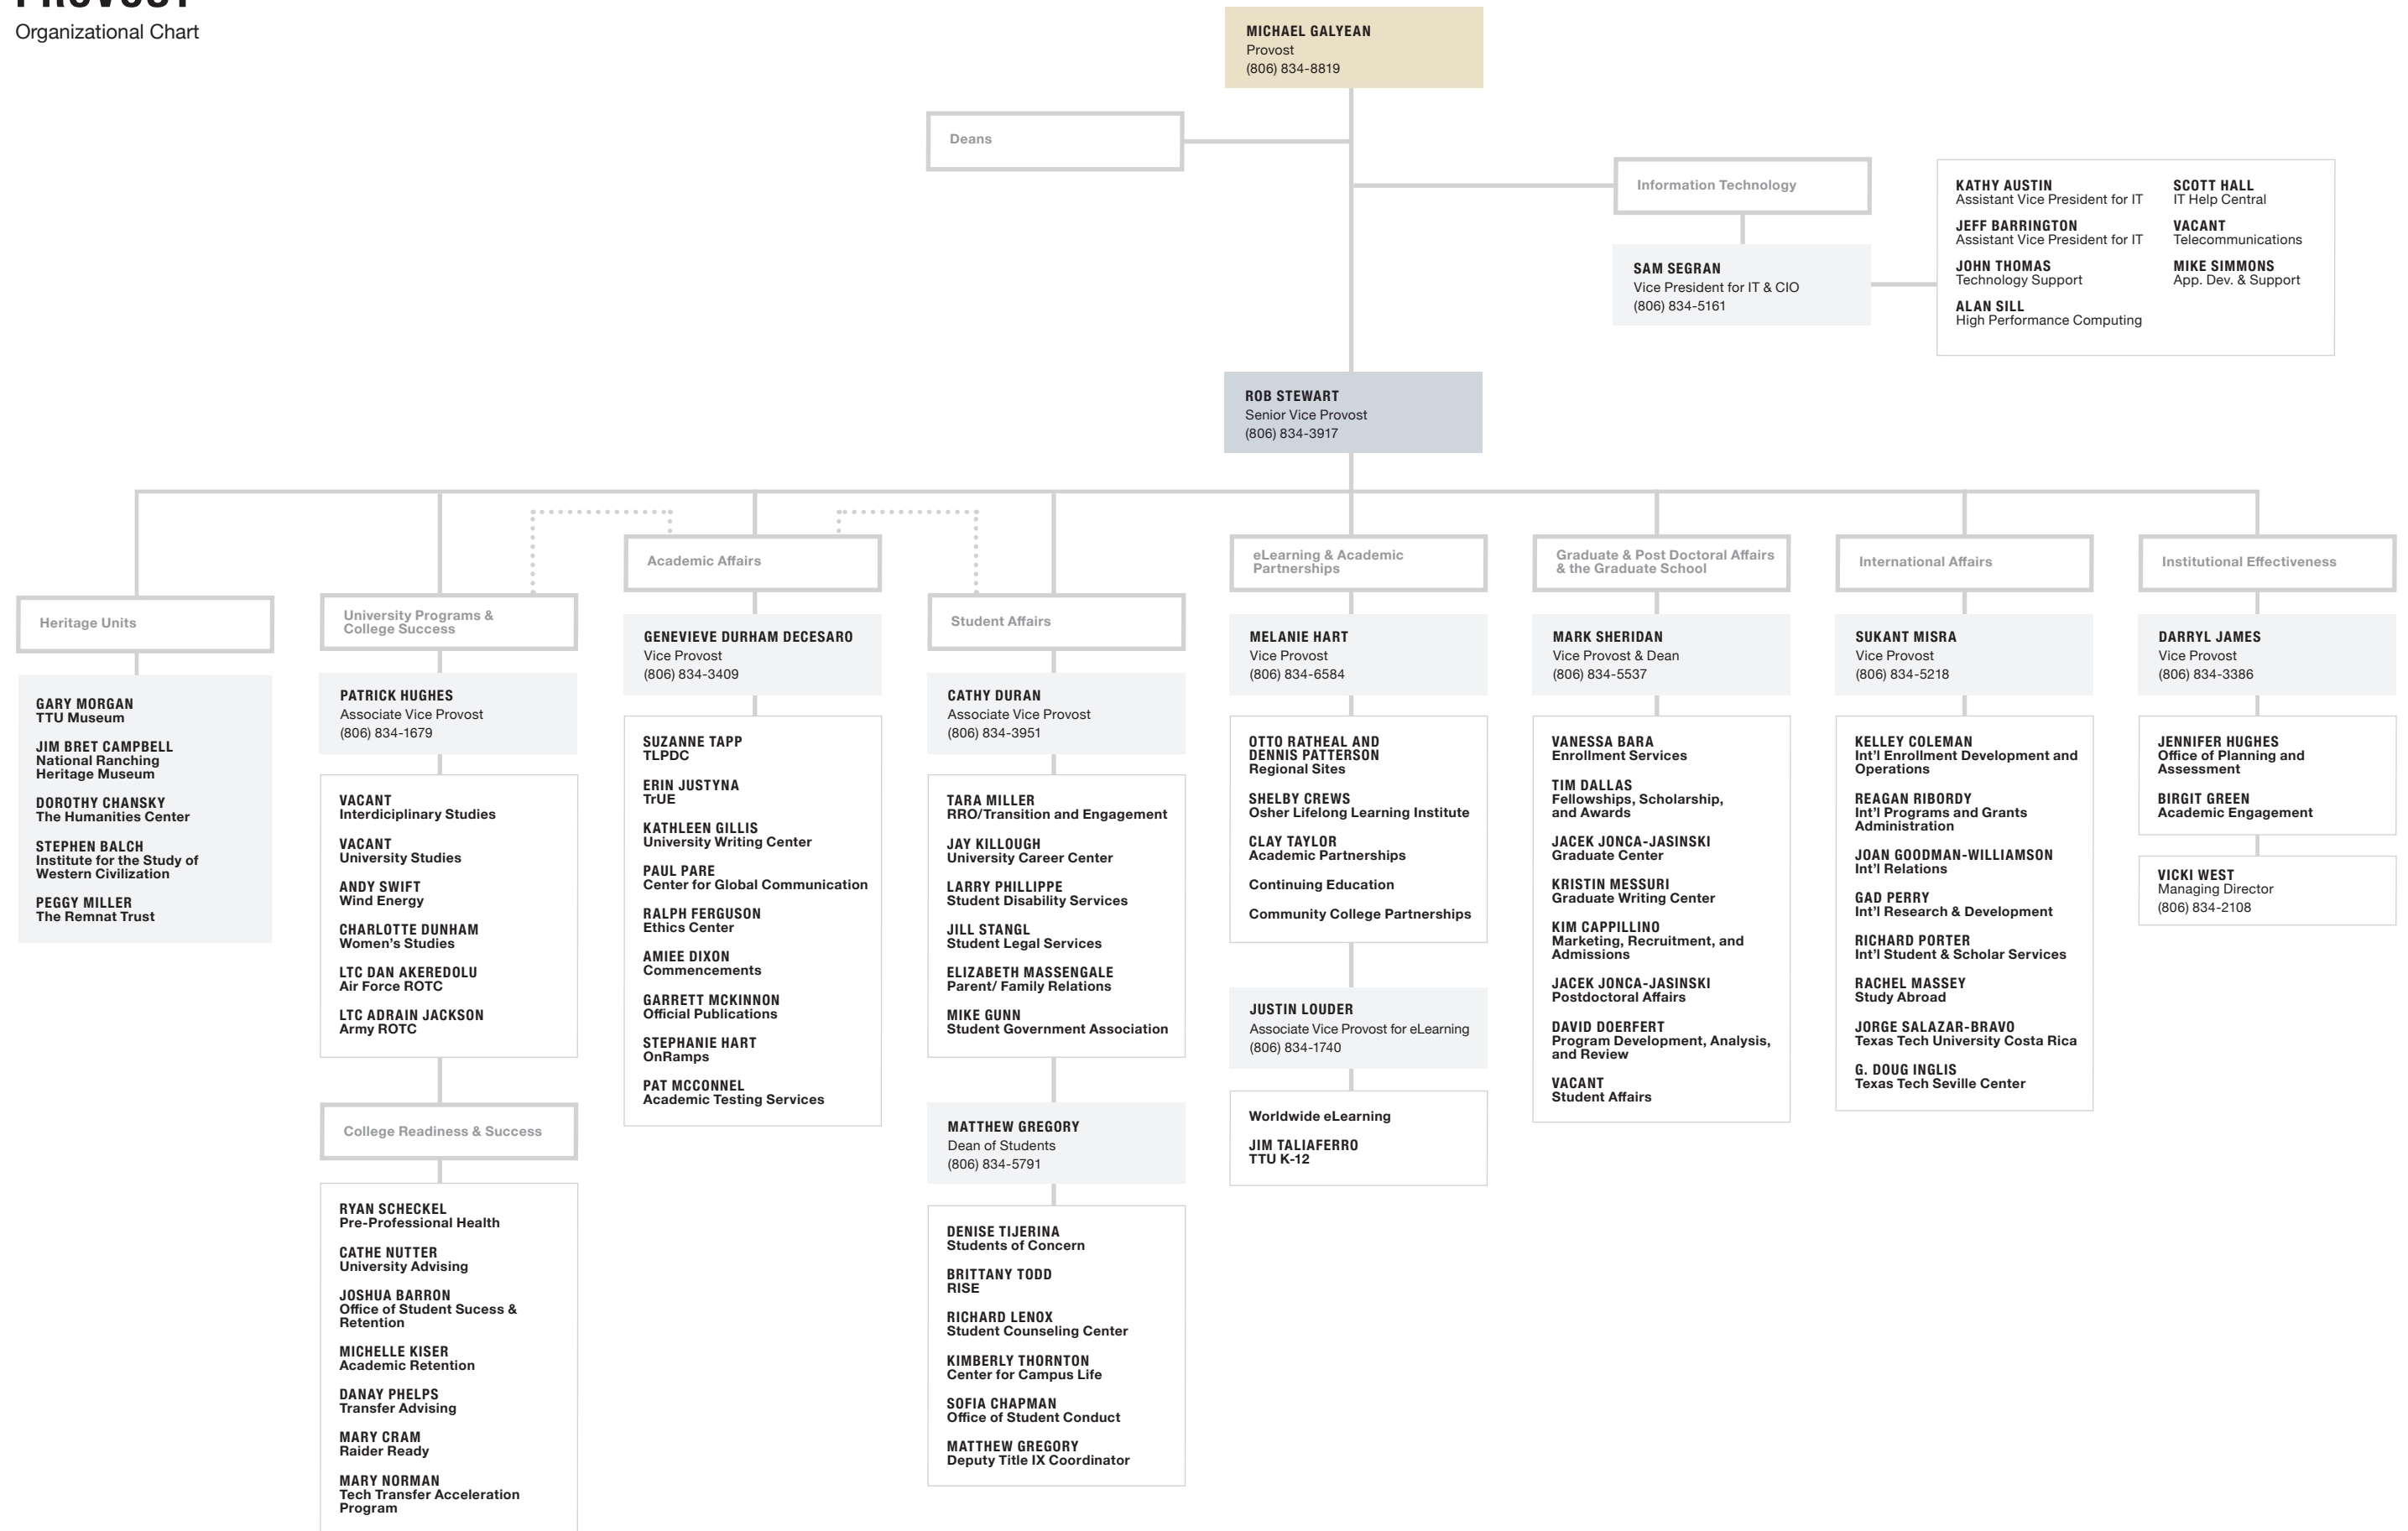 PROVOST
Organizational Chart
MICHAEL GALYEAN
Provost
(806) 834-8819
Deans
Information Technology
SAM SEGRAN
Vice President for IT & CIO
(806) 834-5161
KATHY AUSTIN
Assistant Vice President for IT
JEFF BARRINGTON
Assistant Vice President for IT
JOHN THOMAS
Technology Support
ALAN SILL
High Performance Computing
SCOTT HALL
IT Help Central
VACANT
Telecommunications
MIKE SIMMONS
App. Dev. & Support
ROB STEWART
Senior Vice Provost
(806) 834-3917
Heritage Units
GARY MORGAN
TTU Museum
JIM BRET CAMPBELL
National Ranching
Heritage Museum
DOROTHY CHANSKY
The Humanities Center
STEPHEN BALCH
Institute for the Study of
Western Civilization
PEGGY MILLER
The Remnat Trust
University Programs &
College Success
PATRICK HUGHES
Associate Vice Provost
(806) 834-1679
VACANT
Interdiciplinary Studies
VACANT
University Studies
ANDY SWIFT
Wind Energy
CHARLOTTE DUNHAM
Women's Studies
LTC DAN AKEREDOLU
Air Force ROTC
LTC ADRAIN JACKSON
Army ROTC
College Readiness & Success
RYAN SCHECKEL
Pre-Professional Health
CATHE NUTTER
University Advising
JOSHUA BARRON
Office of Student Sucess &
Retention
MICHELLE KISER
Academic Retention
DANAY PHELPS
Transfer Advising
MARY CRAM
Raider Ready
MARY NORMAN
Tech Transfer Acceleration
Program
Academic Affairs
GENEVIEVE DURHAM DECESARO
Vice Provost
(806) 834-3409
SUZANNE TAPP
TLPDC
ERIN JUSTYNA
TrUE
KATHLEEN GILLIS
University Writing Center
PAUL PARE
Center for Global Communication
RALPH FERGUSON
Ethics Center
AMIEE DIXON
Commencements
GARRETT MCKINNON
Official Publications
STEPHANIE HART
OnRamps
PAT MCCONNEL
Academic Testing Services
Student Affairs
CATHY DURAN
Associate Vice Provost
(806) 834-3951
TARA MILLER
RRO/Transition and Engagement
JAY KILLOUGH
University Career Center
LARRY PHILLIPPE
Student Disability Services
JILL STANGL
Student Legal Services
ELIZABETH MASSENGALE
Parent/ Family Relations
MIKE GUNN
Student Government Association
MATTHEW GREGORY
Dean of Students
(806) 834-5791
DENISE TIJERINA
Students of Concern
BRITTANY TODD
RISE
RICHARD LENOX
Student Counseling Center
KIMBERLY THORNTON
Center for Campus Life
SOFIA CHAPMAN
Office of Student Conduct
MATTHEW GREGORY
Deputy Title IX Coordinator
eLearning & Academic
Partnerships
MELANIE HART
Vice Provost
(806) 834-6584
OTTO RATHEAL AND
DENNIS PATTERSON
Regional Sites
SHELBY CREWS
Osher Lifelong Learning Institute
CLAY TAYLOR
Academic Partnerships
Continuing Education
Community College Partnerships
JUSTIN LOUDER
Associate Vice Provost for eLearning
(806) 834-1740
Worldwide eLearning
JIM TALIAFERRO
TTU K-12
Graduate & Post Doctoral Affairs
& the Graduate School
MARK SHERIDAN
Vice Provost & Dean
(806) 834-5537
VANESSA BARA
Enrollment Services
TIM DALLAS
Fellowships, Scholarship,
and Awards
JACEK JONCA-JASINSKI
Graduate Center
KRISTIN MESSURI
Graduate Writing Center
KIM CAPPILLINO
Marketing, Recruitment, and
Admissions
JACEK JONCA-JASINSKI
Postdoctoral Affairs
DAVID DOERFERT
Program Development, Analysis,
and Review
VACANT
Student Affairs
International Affairs
SUKANT MISRA
Vice Provost
(806) 834-5218
KELLEY COLEMAN
Int'l Enrollment Development and
Operations
REAGAN RIBORDY
Int'l Programs and Grants
Administration
JOAN GOODMAN-WILLIAMSON
Int'l Relations
GAD PERRY
Int'l Research & Development
RICHARD PORTER
Int'l Student & Scholar Services
RACHEL MASSEY
Study Abroad
JORGE SALAZAR-BRAVO
Texas Tech University Costa Rica
G. DOUG INGLIS
Texas Tech Seville Center
Institutional Effectiveness
DARRYL JAMES
Vice Provost
(806) 834-3386
JENNIFER HUGHES
Office of Planning and
Assessment
BIRGIT GREEN
Academic Engagement
VICKI WEST
Managing Director
(806) 834-2108